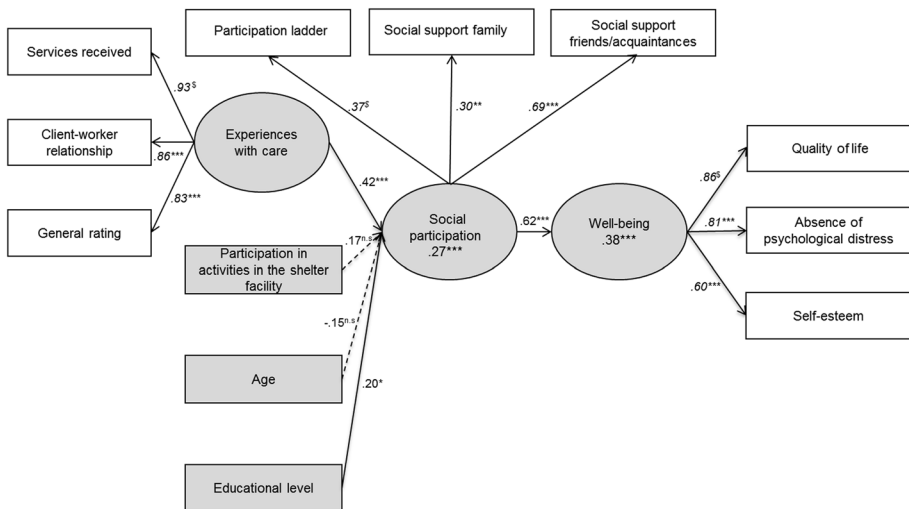 Participation ladder
Social support family
Social support
friends/acquaintances
Services received
.93$
.37$
.30**
.69***
Client-worker
relationship
.86***
Experiences
with care
Quality of life
.86$
General rating
.83***
.42***
Social
participation
.27***
.62***
Well-being
.38***
.81***
Absence of
psychological distress
Participation in
activities in the shelter
facility
.17n.s
.60***
Self-esteem
-.15n.s
Age
.20*
Educational level